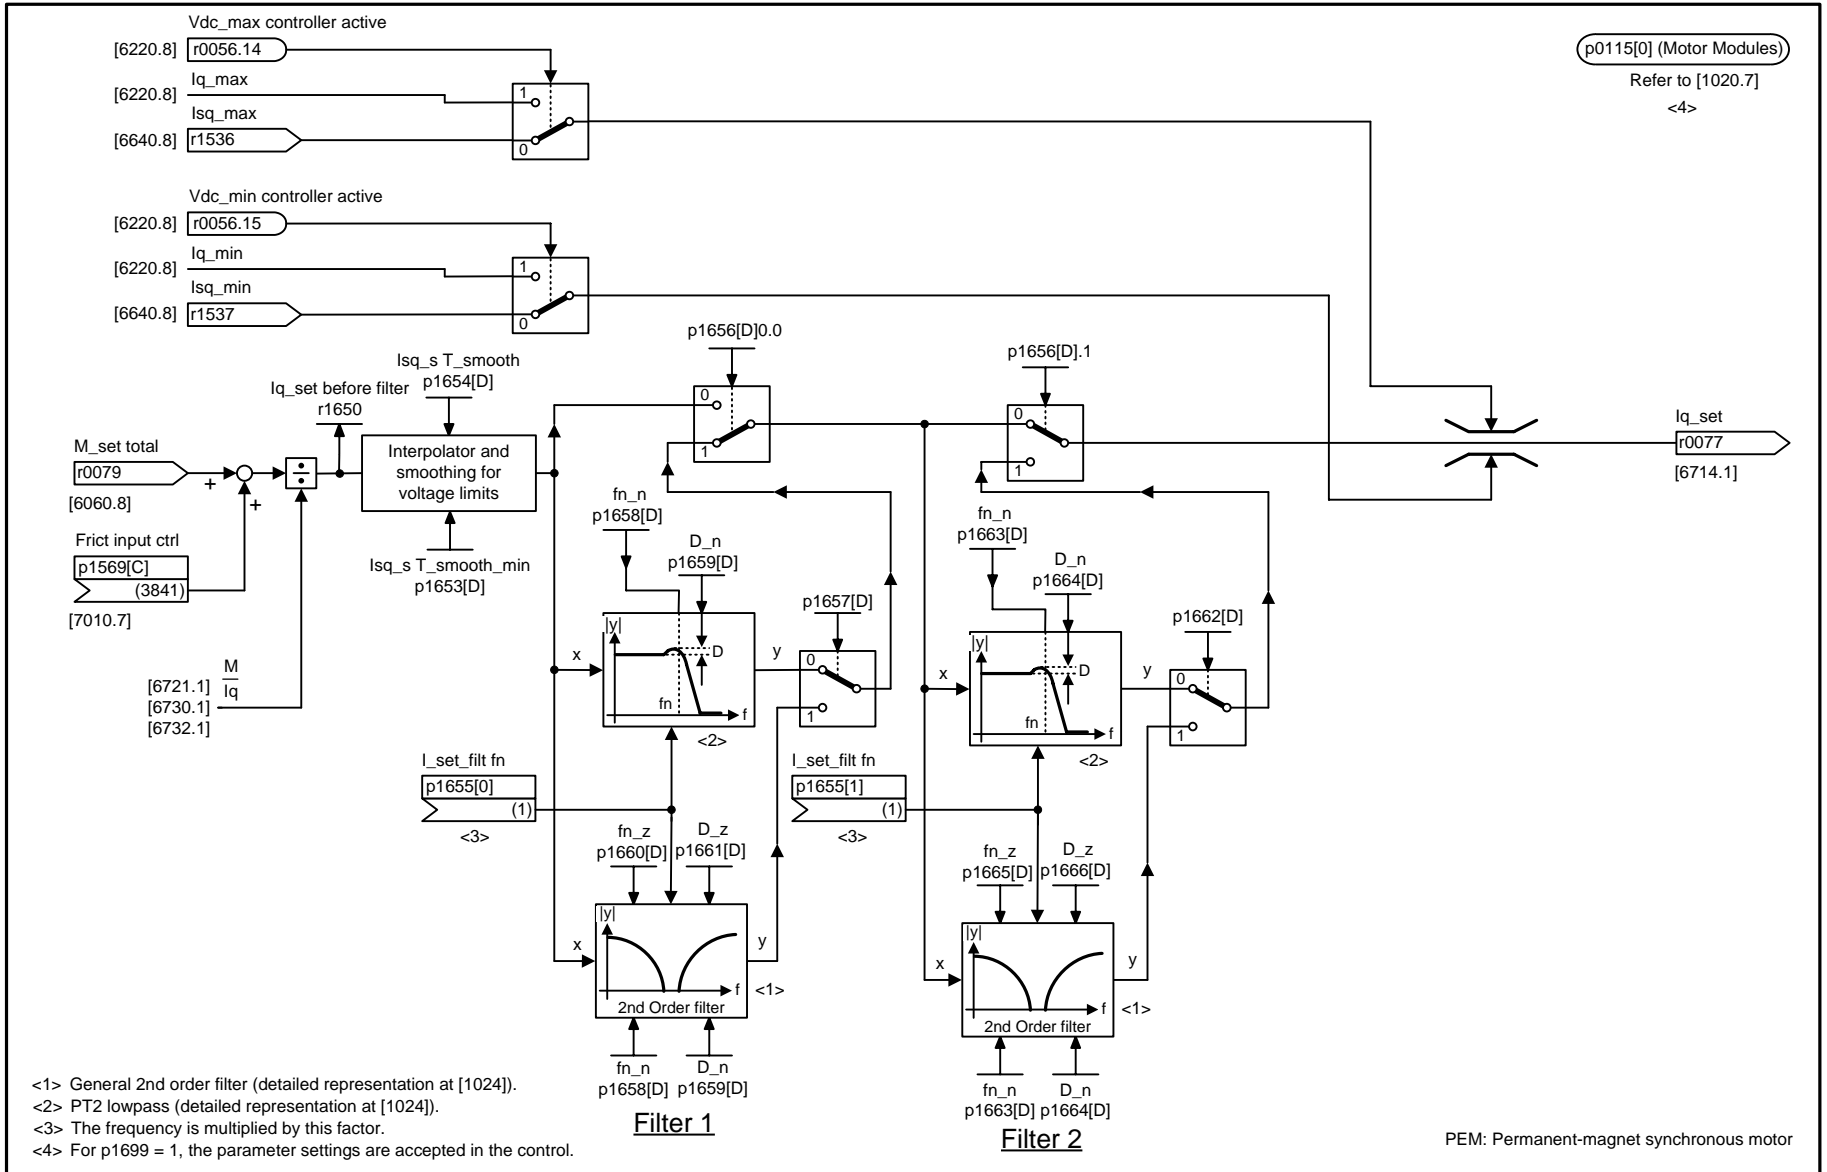 Vdc_max controller active
[6220.8] r0056.14
Iq_max
[6220.8]
Isq_max
[6640.8] r1536
1
0
p0115[0] (Motor Modules)
Refer to [1020.7]
<4>
Vdc_min controller active
[6220.8] r0056.15
Iq_min
[6220.8]
Isq_min
[6640.8] r1537
1
0
p1656[D]0.0
0
1
p1656[D].1
0
1
Isq_s T_smooth
p1654[D]
Iq_set before filter
r1650
M_set total
r0079
[6060.8]
+
+
÷
Interpolator and
smoothing for
voltage limits
Isq_s T_smooth_min
p1653[D]
Iq_set
r0077
[6714.1]
Frict input ctrl
p1569[C]
(3841)
[7010.7]
M
Iq
[6721.1]
[6730.1]
[6732.1]
fn_n
p1658[D]
D_n
p1659[D]
p1657[D]
0
1
x
|y|
D
fn
f
y
<2>
I_set_filt fn
p1655[0]
(1)
<3>
fn_z
p1660[D]
D_z
p1661[D]
x
|y|
f
2nd Order filter
y
<1>
fn_n
p1658[D]
D_n
p1659[D]
Filter 1
fn_n
p1663[D]
D_n
p1664[D]
p1662[D]
0
1
x
|y|
D
fn
f
y
<2>
I_set_filt fn
p1655[1]
(1)
<3>
fn_z
p1665[D]
D_z
p1666[D]
x
|y|
f
2nd Order filter
y
<1>
fn_n
p1663[D]
D_n
p1664[D]
Filter 2
<1> General 2nd order filter (detailed representation at [1024]).
<2> PT2 lowpass (detailed representation at [1024]).
<3> The frequency is multiplied by this factor.
<4> For p1699 = 1, the parameter settings are accepted in the control.
PEM: Permanent-magnet synchronous motor